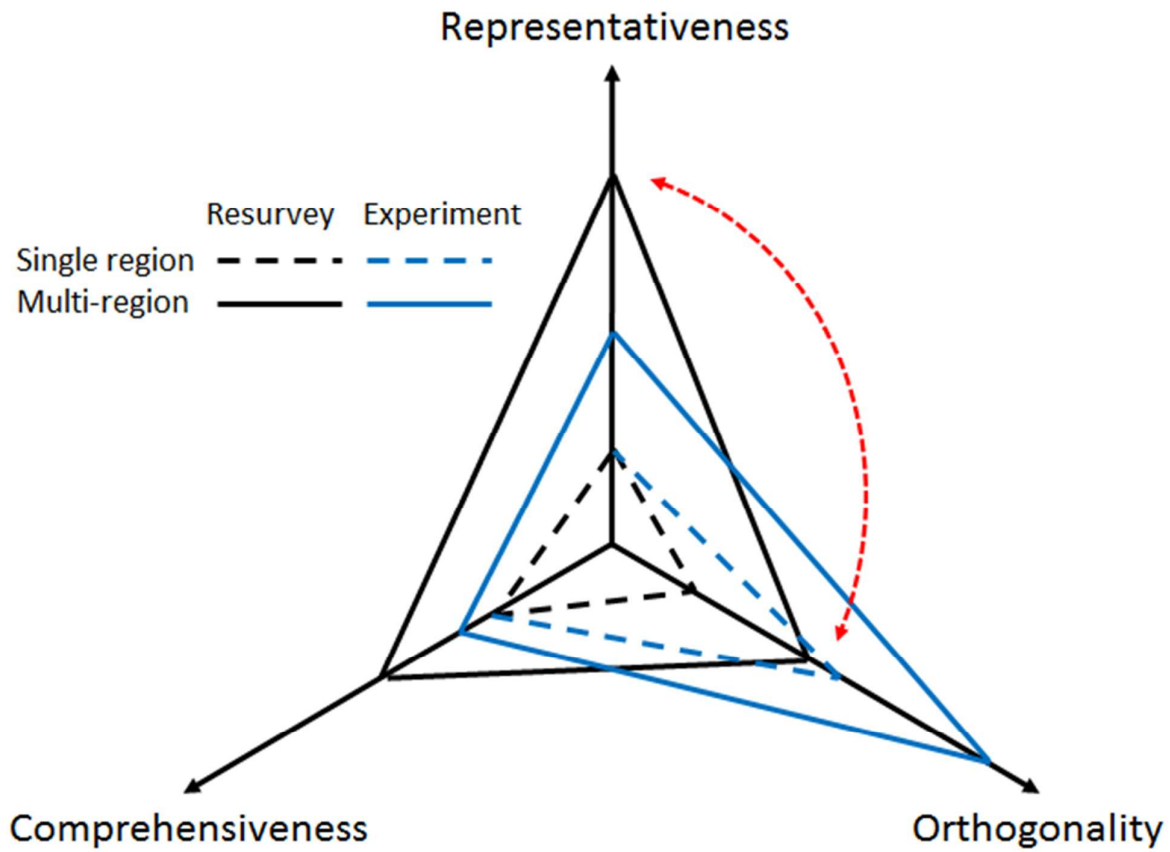 Representativeness
Resurvey Experiment
Single region
Multi-region
Comprehensiveness
Orthogonality